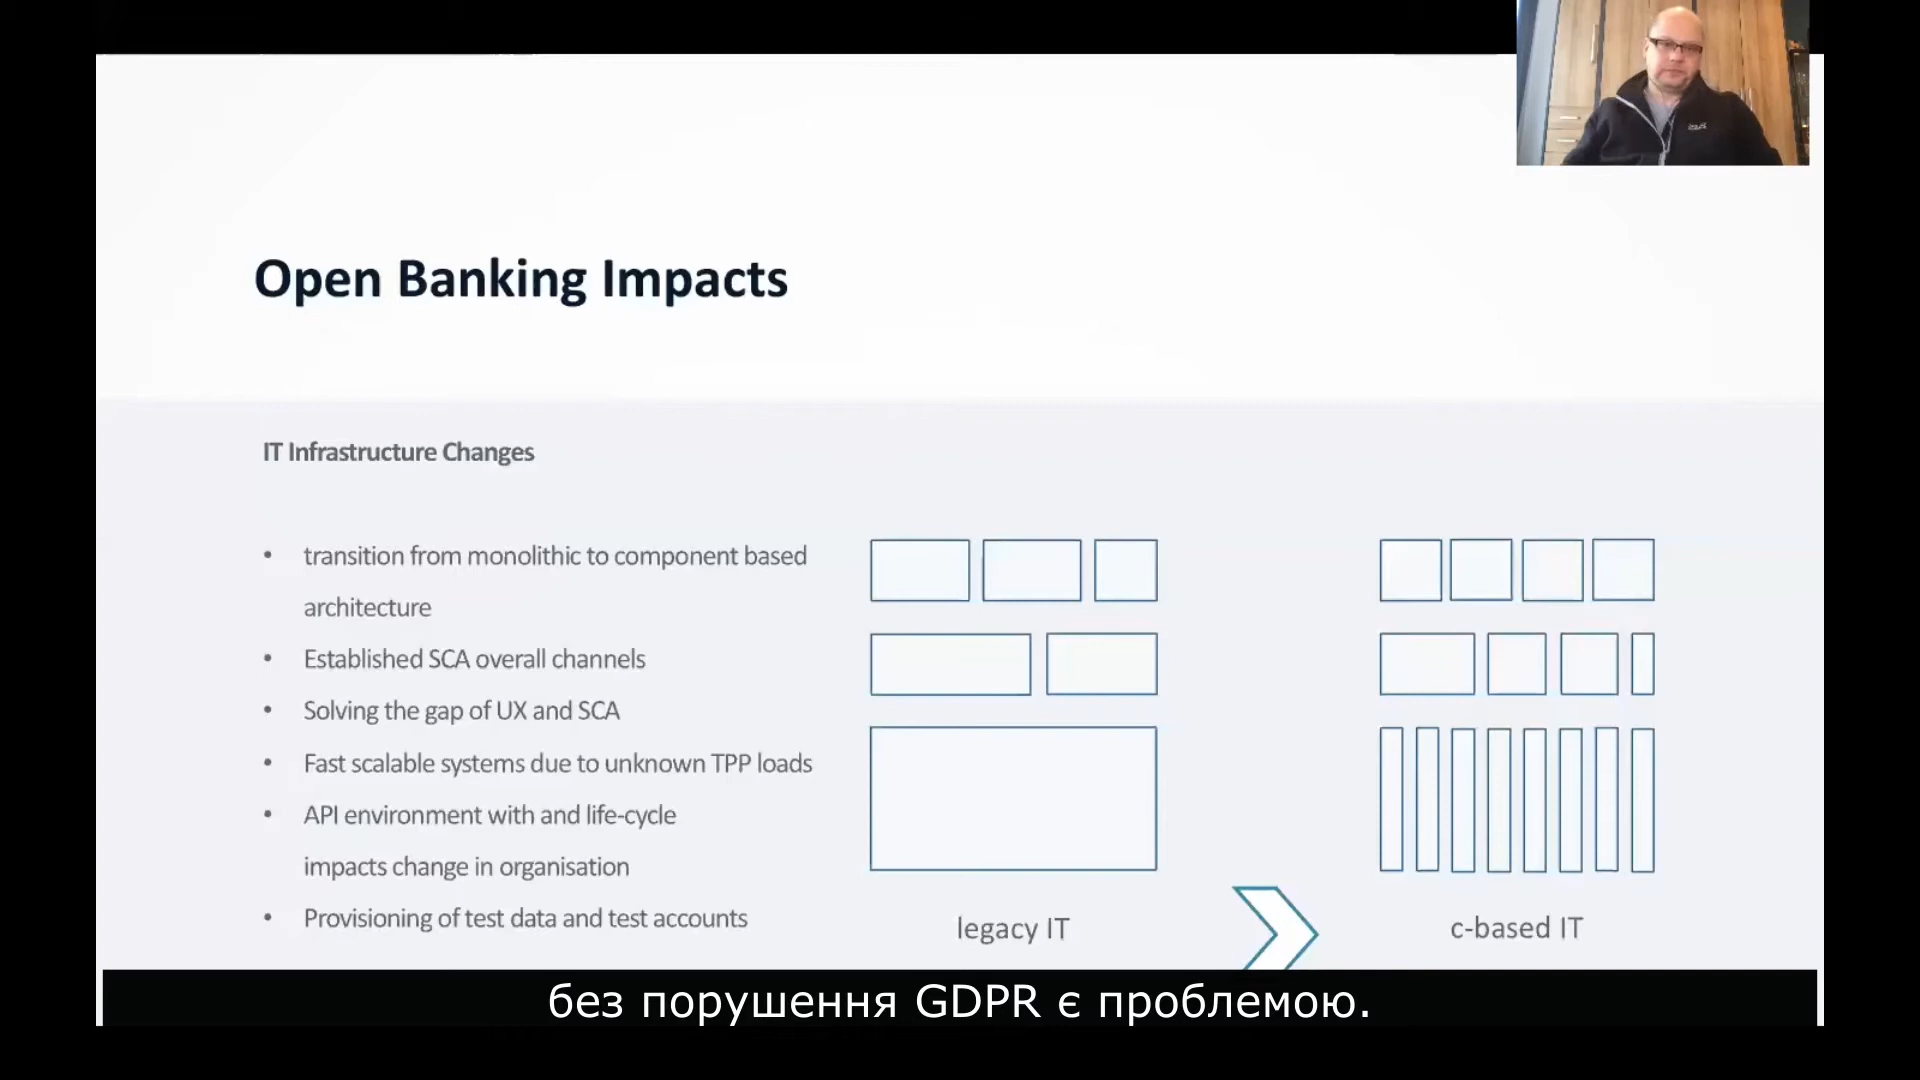 Open Banking Impacts
IT Infrastructure Changes
• transition from monolithic to component based
architecture
• Established SCA overall channels
• Solving the gap of UX and SCA
• Fast scalable systems due to unknown TPP loads
• API environment with and life-cycle
impacts change in organisation
• Provisioning of test data and test accounts
legacy IT
c-based IT
без порушення GDPR є проблемою.